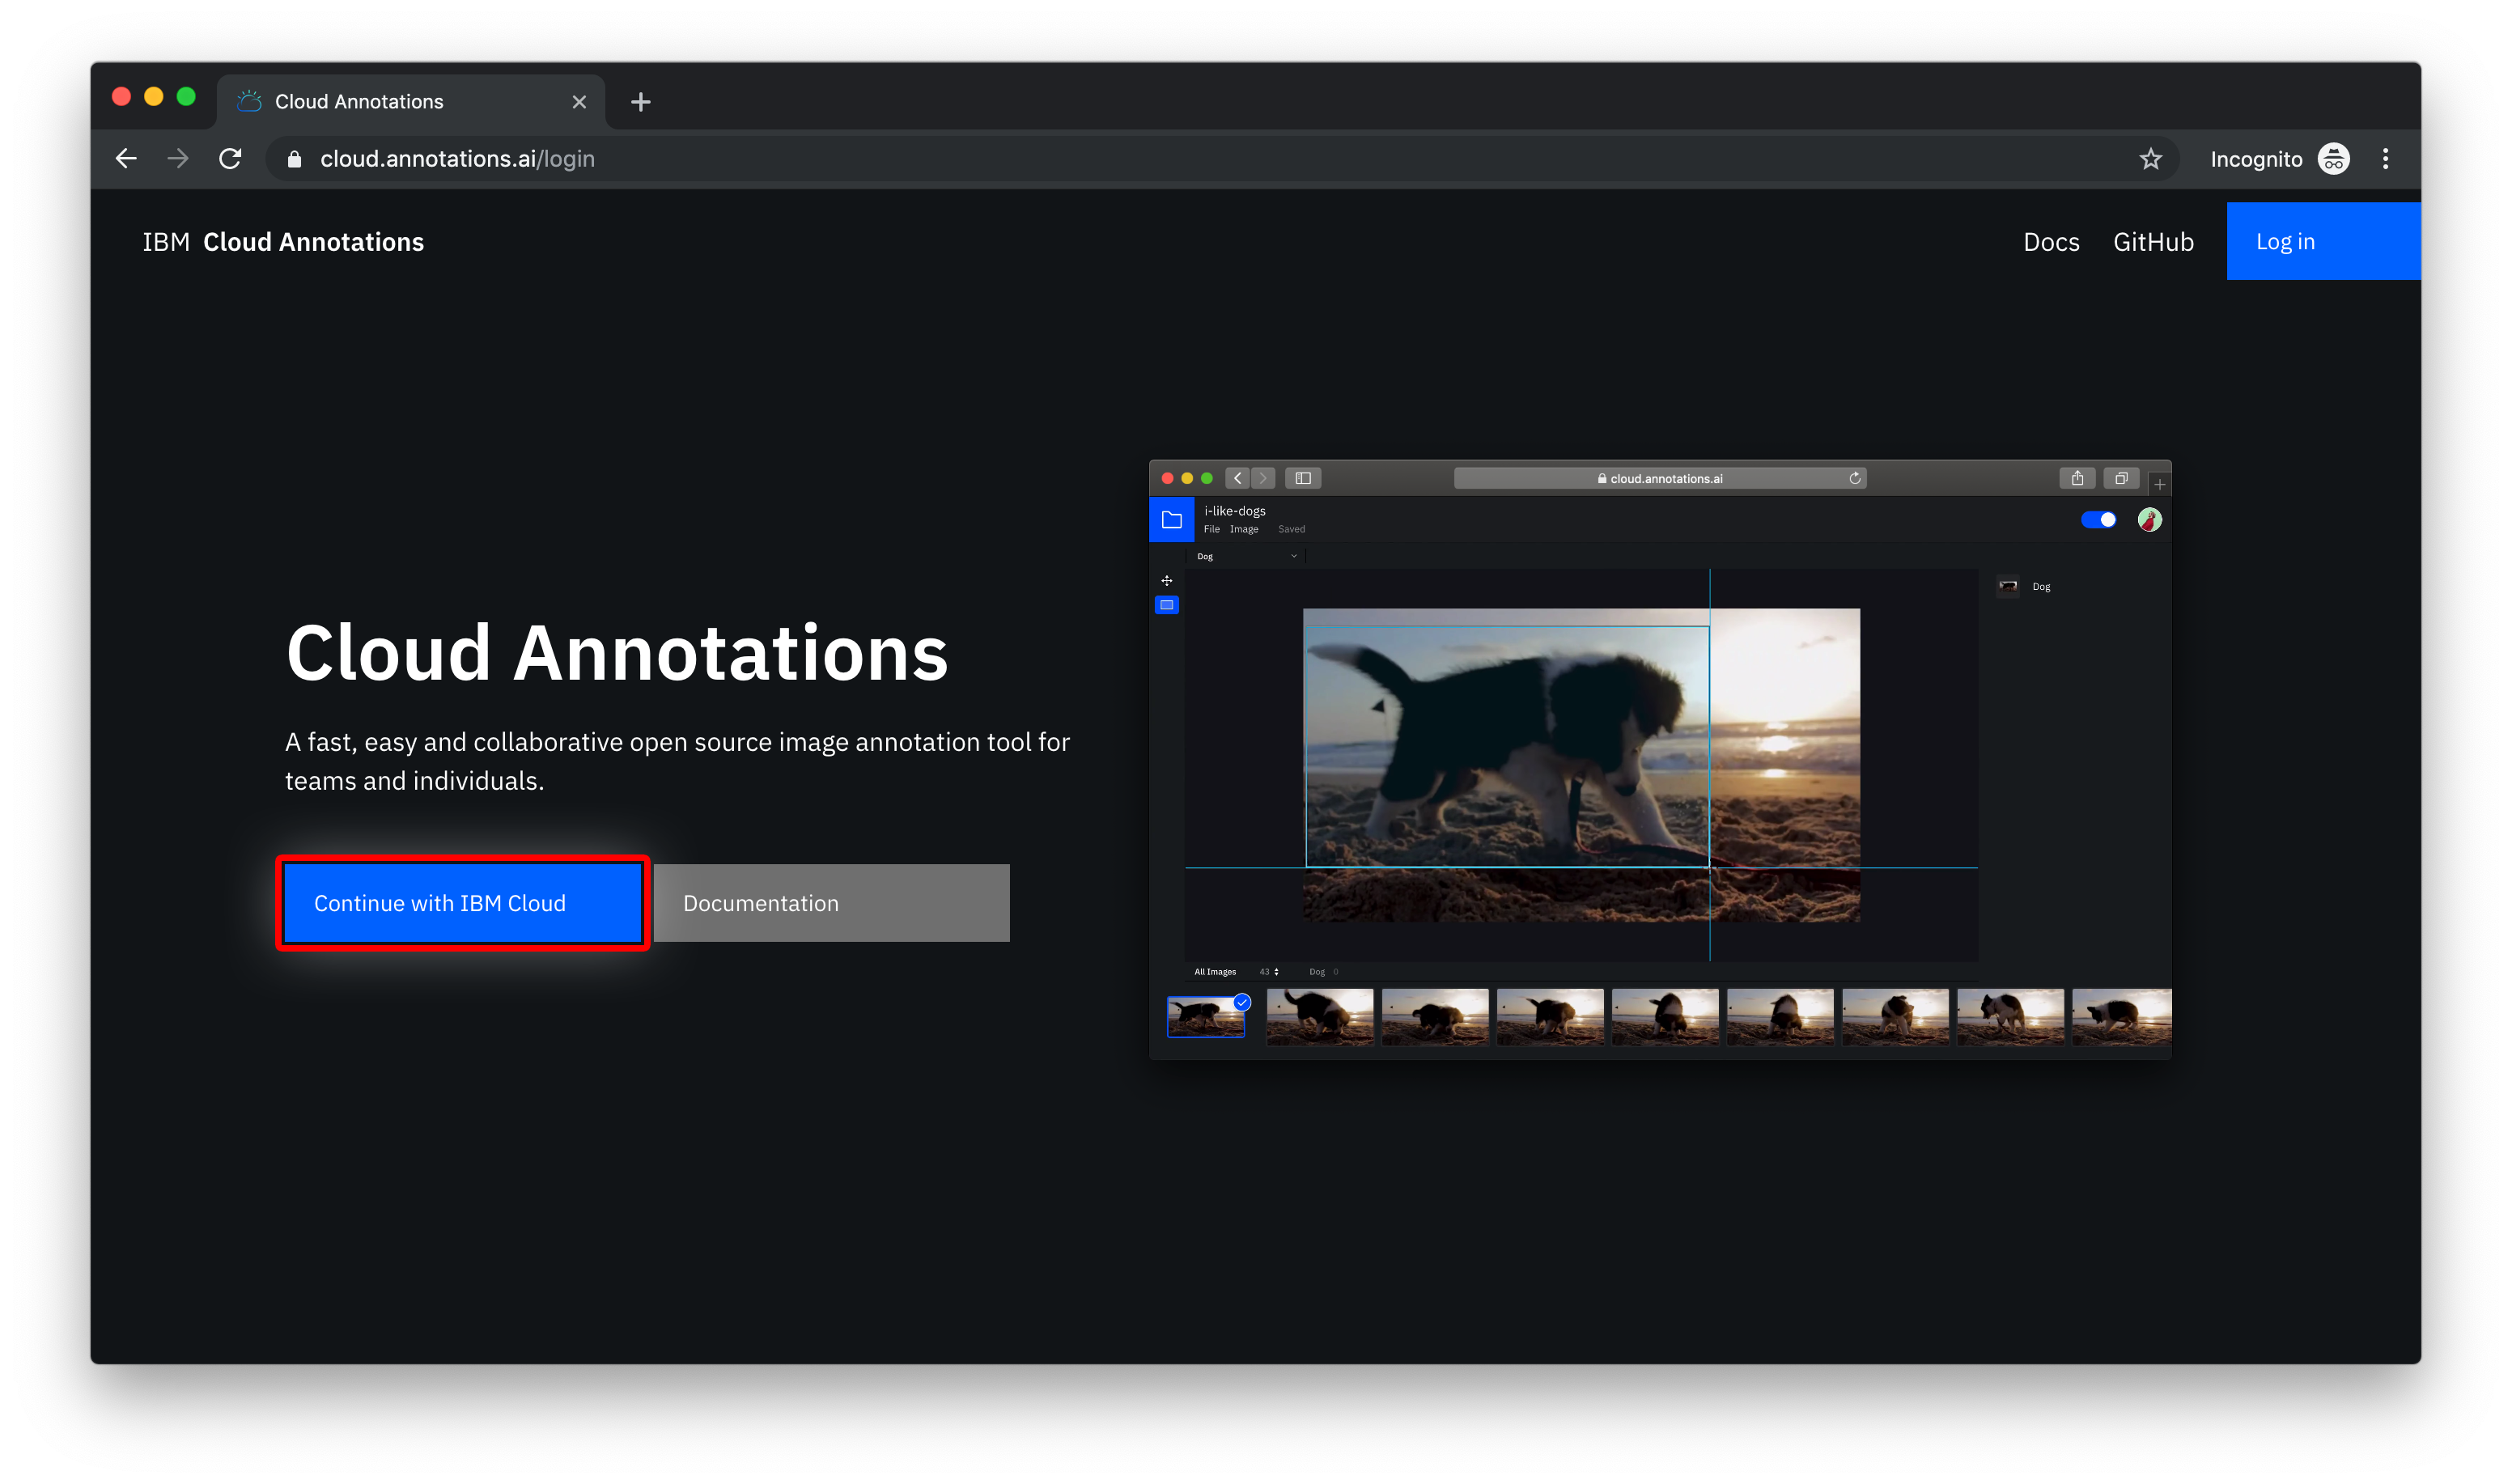 Cloud Annotations
cloud.annotations.ai/login
Incognito
IBM Cloud Annotations
Docs
GitHub
Log in
Cloud Annotations
A fast, easy and collaborative open source image annotation tool for
teams and individuals.
Continue with IBM Cloud
Documentation
cloud.annotations.ai
i-like-dogs
File Image Saved
Dog
Dog
All Images 43 Dog 0